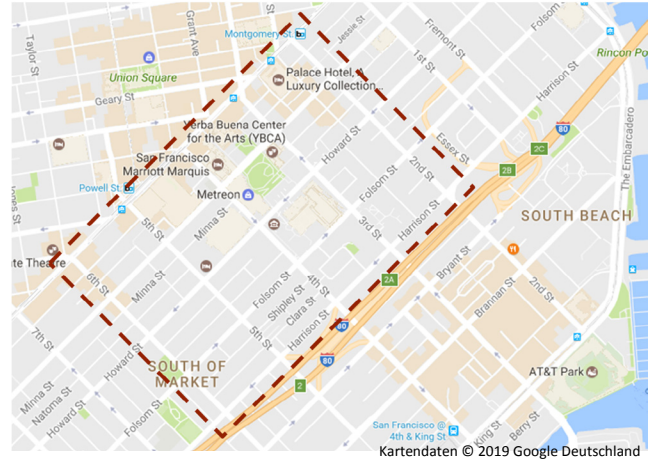 Taylor St
Grant Ave
Montgomery St.
Jessie St
Fremont St
Folsom
Rincon Po
Union Square
1st St
Harrison St
Geary St
Palace Hotel, A
Luxury Collection...
80
The Embarcadero
Yerba Buena Center
for the Arts (YBCA)
Howard St
Essex St
2C
San Francisco
Marriott Marquis
2nd St
2B
Powell St.
Metreon
Folsom St
SOUTH BEACH
5th St
Minna St
3rd St
Harrison St
Bryant St
te Theatre
6th St
Minna St
Folsom St
4th St
2A
Brannan St
2nd St
Shipley St
Clara St
7th St
5th St
Harrison St
80
80
Howard St
SOUTH OF
MARKET
2
AT&T Park
Minna St
Natoma St
Howard St
Folsom St
San Francisco @
4th & King St
King St
Berry St
Kartendaten © 2019 Google Deutschland